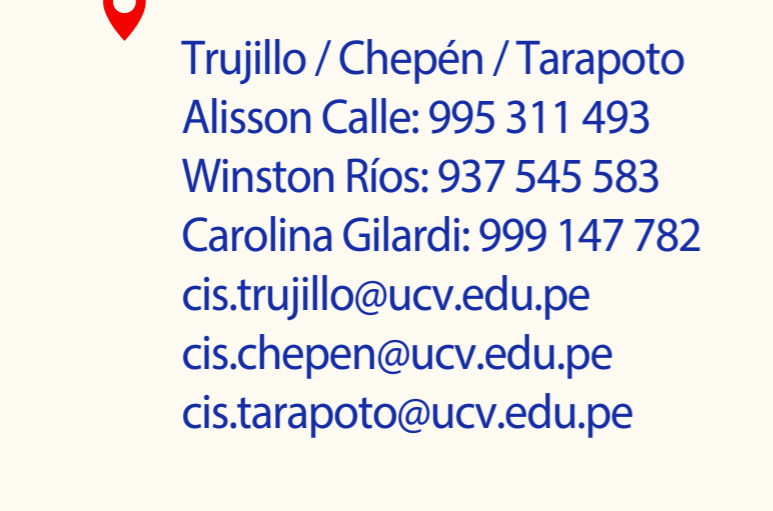 Trujillo / Chepén / Tarapoto
Alisson Calle: 995 311 493
Winston Ríos: 937 545 583
Carolina Gilardi: 999 147 782
cis.trujillo@ucv.edu.pe
cis.chepen@ucv.edu.pe
cis.tarapoto@ucv.edu.pe